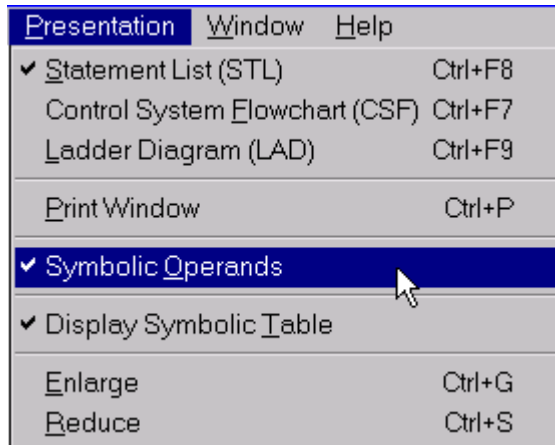 Presentation Window Help
Statement List (STL) Ctrl+F8
Control System Flowchart (CSF) Ctrl+F7
Ladder Diagram (LAD) Ctrl+F9
Print Window Ctrl+P
Symbolic Operands
Display Symbolic Table
Enlarge Ctrl+G
Reduce Ctrl+S